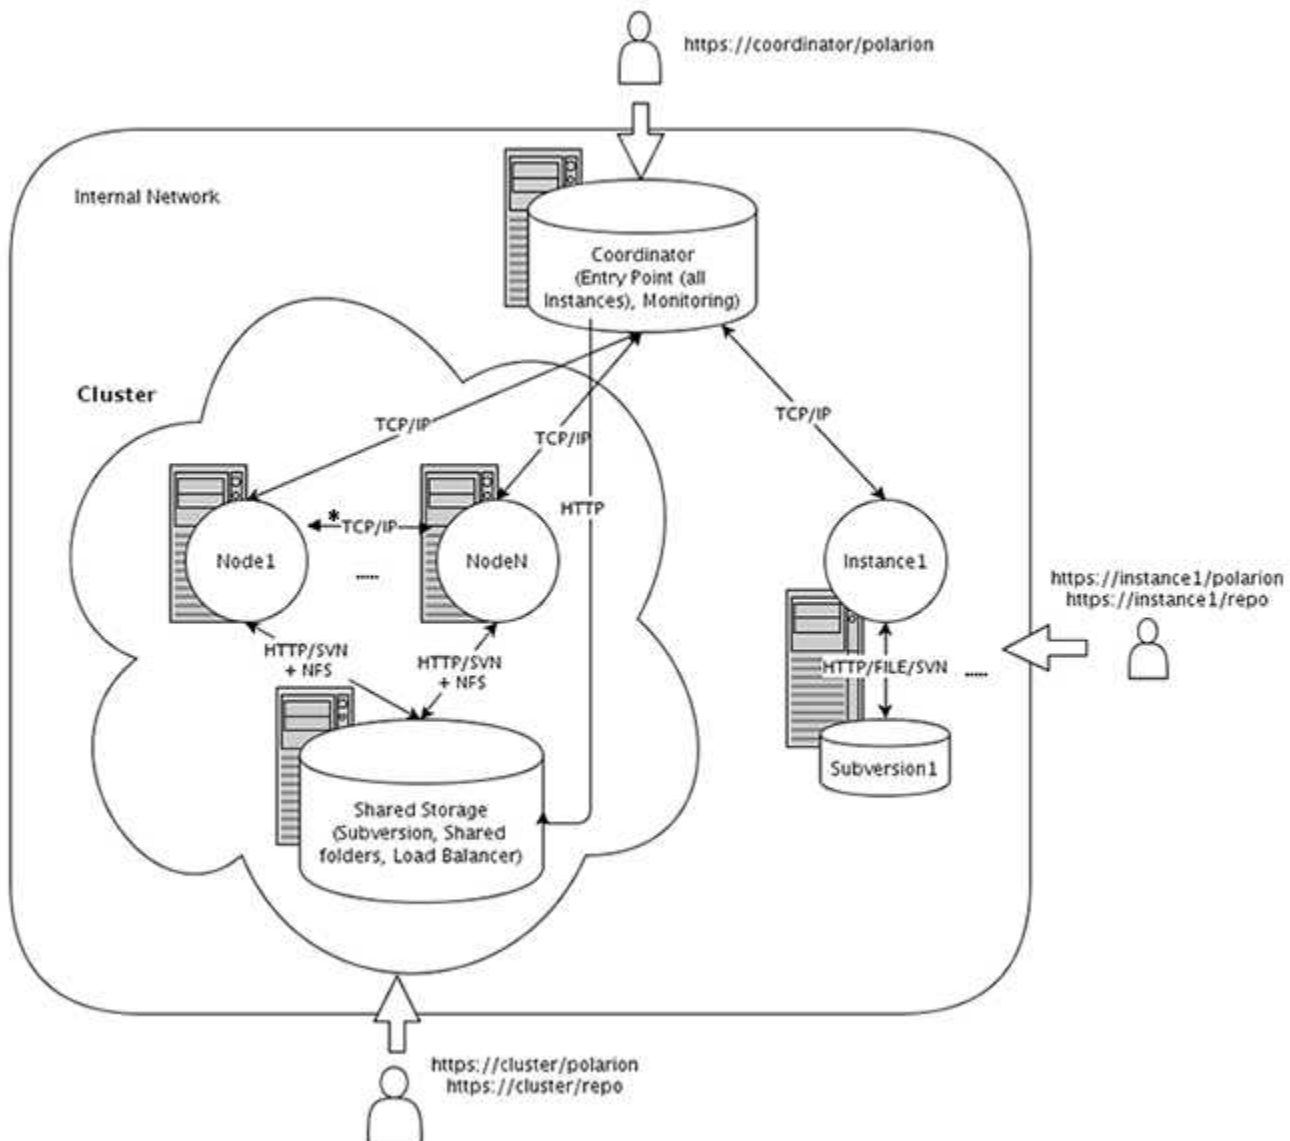 https://coordinator/polarion
Internal Network
Coordinator
(Entry Point (all
Instances), Monitoring)
Cluster
TCP/IP
TCP/IP
TCP/IP
HTTP
*
TCP/IP
Node1
.....
NodeN
Instance1
https://instance1/polarion
https://instance1/repo
HTTP/SVN
+ NFS
HTTP/SVN
+ NFS
HTTP/FILE/SVN
.....
Subversion1
Shared Storage
(Subversion, Shared
folders, Load Balancer)
https://cluster/polarion
https://cluster/repo